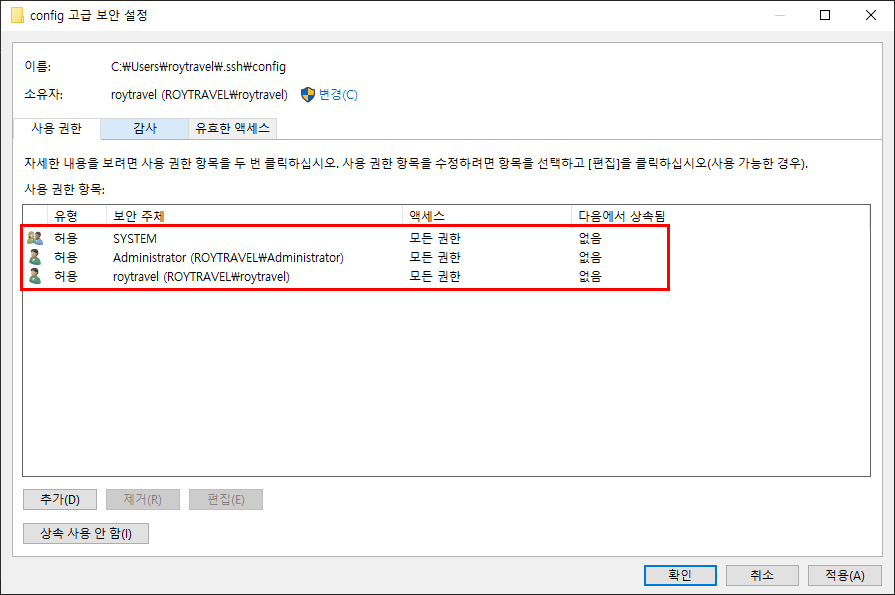 config 고급 보안 설정
이름: C:₩Users₩roytravel₩.ssh₩config
소유자: roytravel (ROYTRAVEL₩roytravel) 변경(C)
사용 권한 감사 유효한 액세스
자세한 내용을 보려면 사용 권한 항목을 두 번 클릭하십시오. 사용 권한 항목을 수정하려면 항목을 선택하고 [편집]을 클릭하십시오(사용 가능한 경우).
사용 권한 항목:
유형 보안 주체 액세스 다음에서 상속됨
허용 SYSTEM 모든 권한 없음
허용 Administrator (ROYTRAVEL₩Administrator) 모든 권한 없음
허용 roytravel (ROYTRAVEL₩roytravel) 모든 권한 없음
추가(D) 제거(R) 편집(E)
상속 사용 안 함(I)
확인 취소 적용(A)